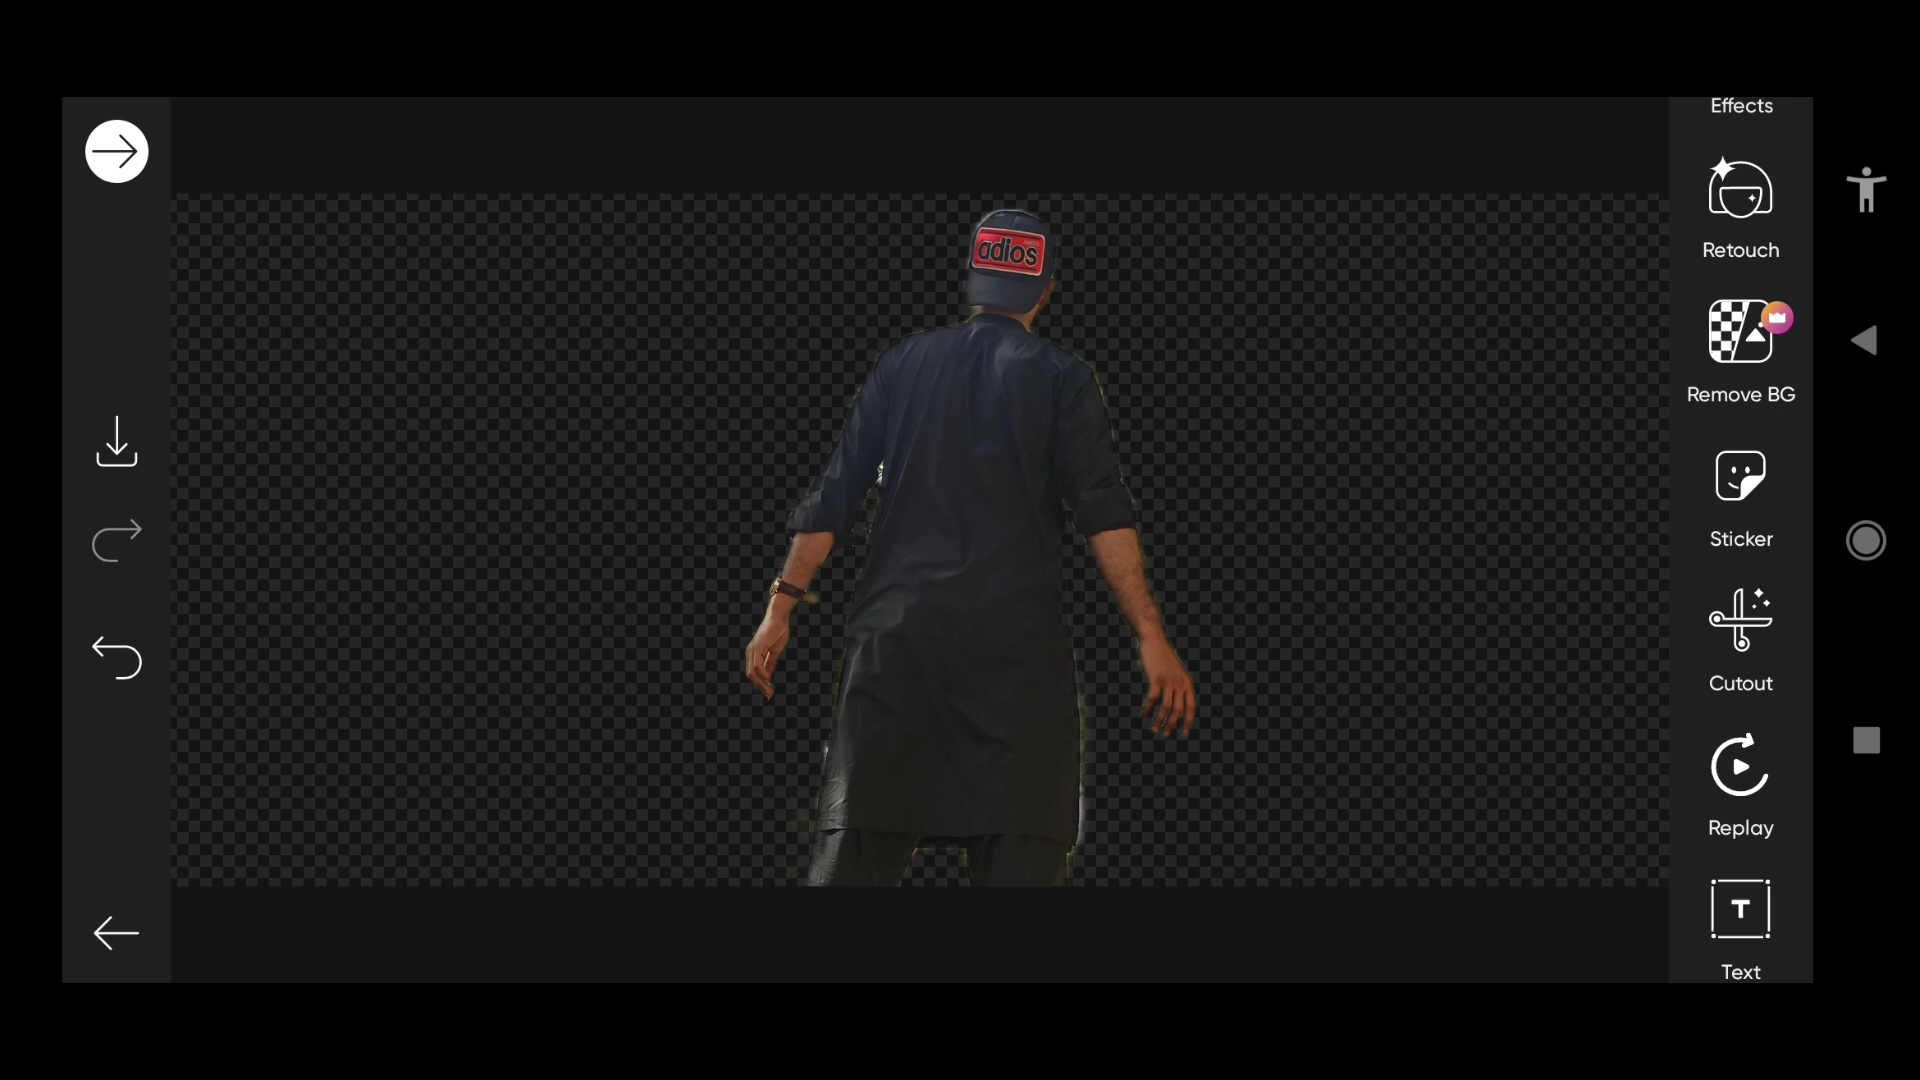 Effects
Retouch
Remove BG
Sticker
Cutout
Replay
Text
adios